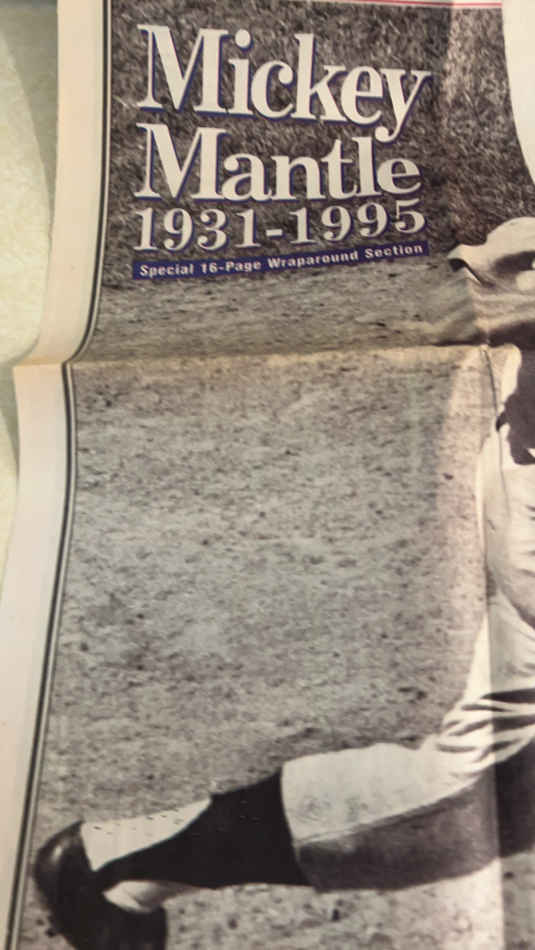 Mickey
Mantle
1931-1995
Special 16-Page Wraparound Section